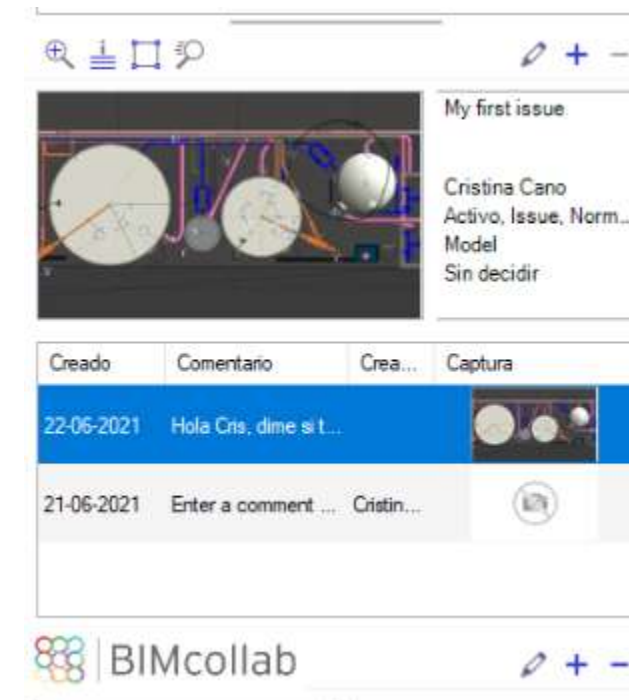 My first issue
Cristina Cano
Activo, Issue, Norm...
Model
Sin decidir
Creado Comentario Crea... Captura
22-06-2021 Hola Cris, dime si t...
21-06-2021 Enter a comment ... Cristin...
BIMcollab